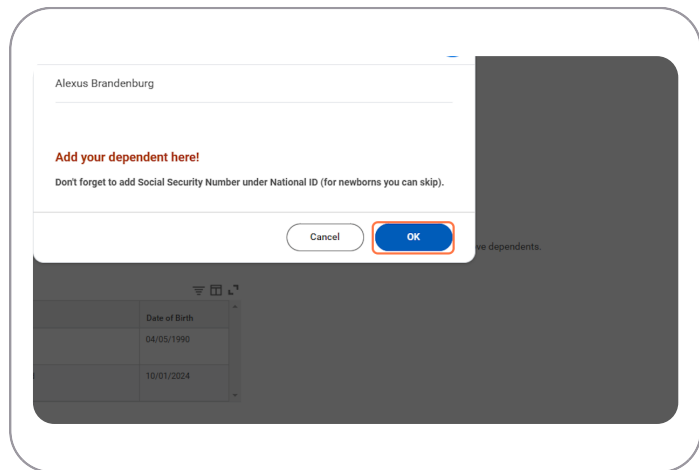 Alexus Brandenburg
Add your dependent here!
Don't forget to add Social Security Number under National ID (for newborns you can skip).
Cancel
OK
ve dependents.
Date of Birth
04/05/1990
10/01/2024